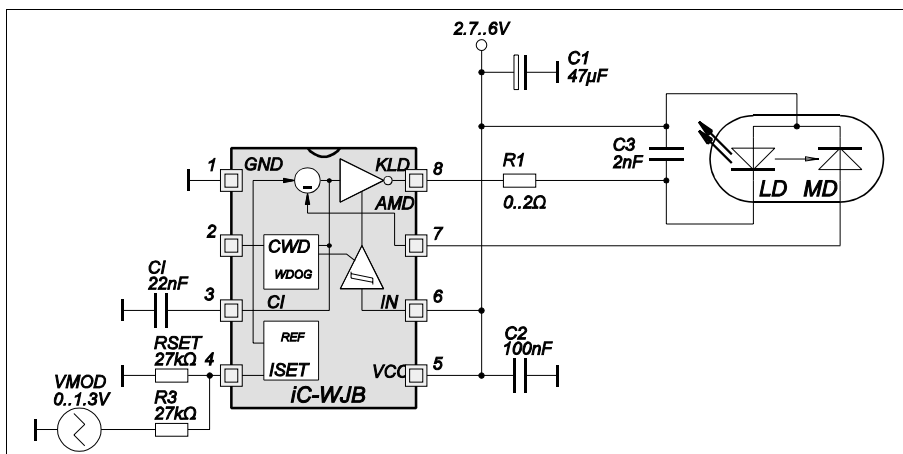 2.7..6V
C1
47µF
C3
2nF
LD MD
R1
0..2Ω
1 GND KLD 8
AMD
7
2 CWD
WDOG
CI
22nF
3 CI IN 6
RSET
27kΩ
4 REF
ISET VCC 5
C2
100nF
VMOD
0..1.3V
R3
27kΩ
iC-WJB